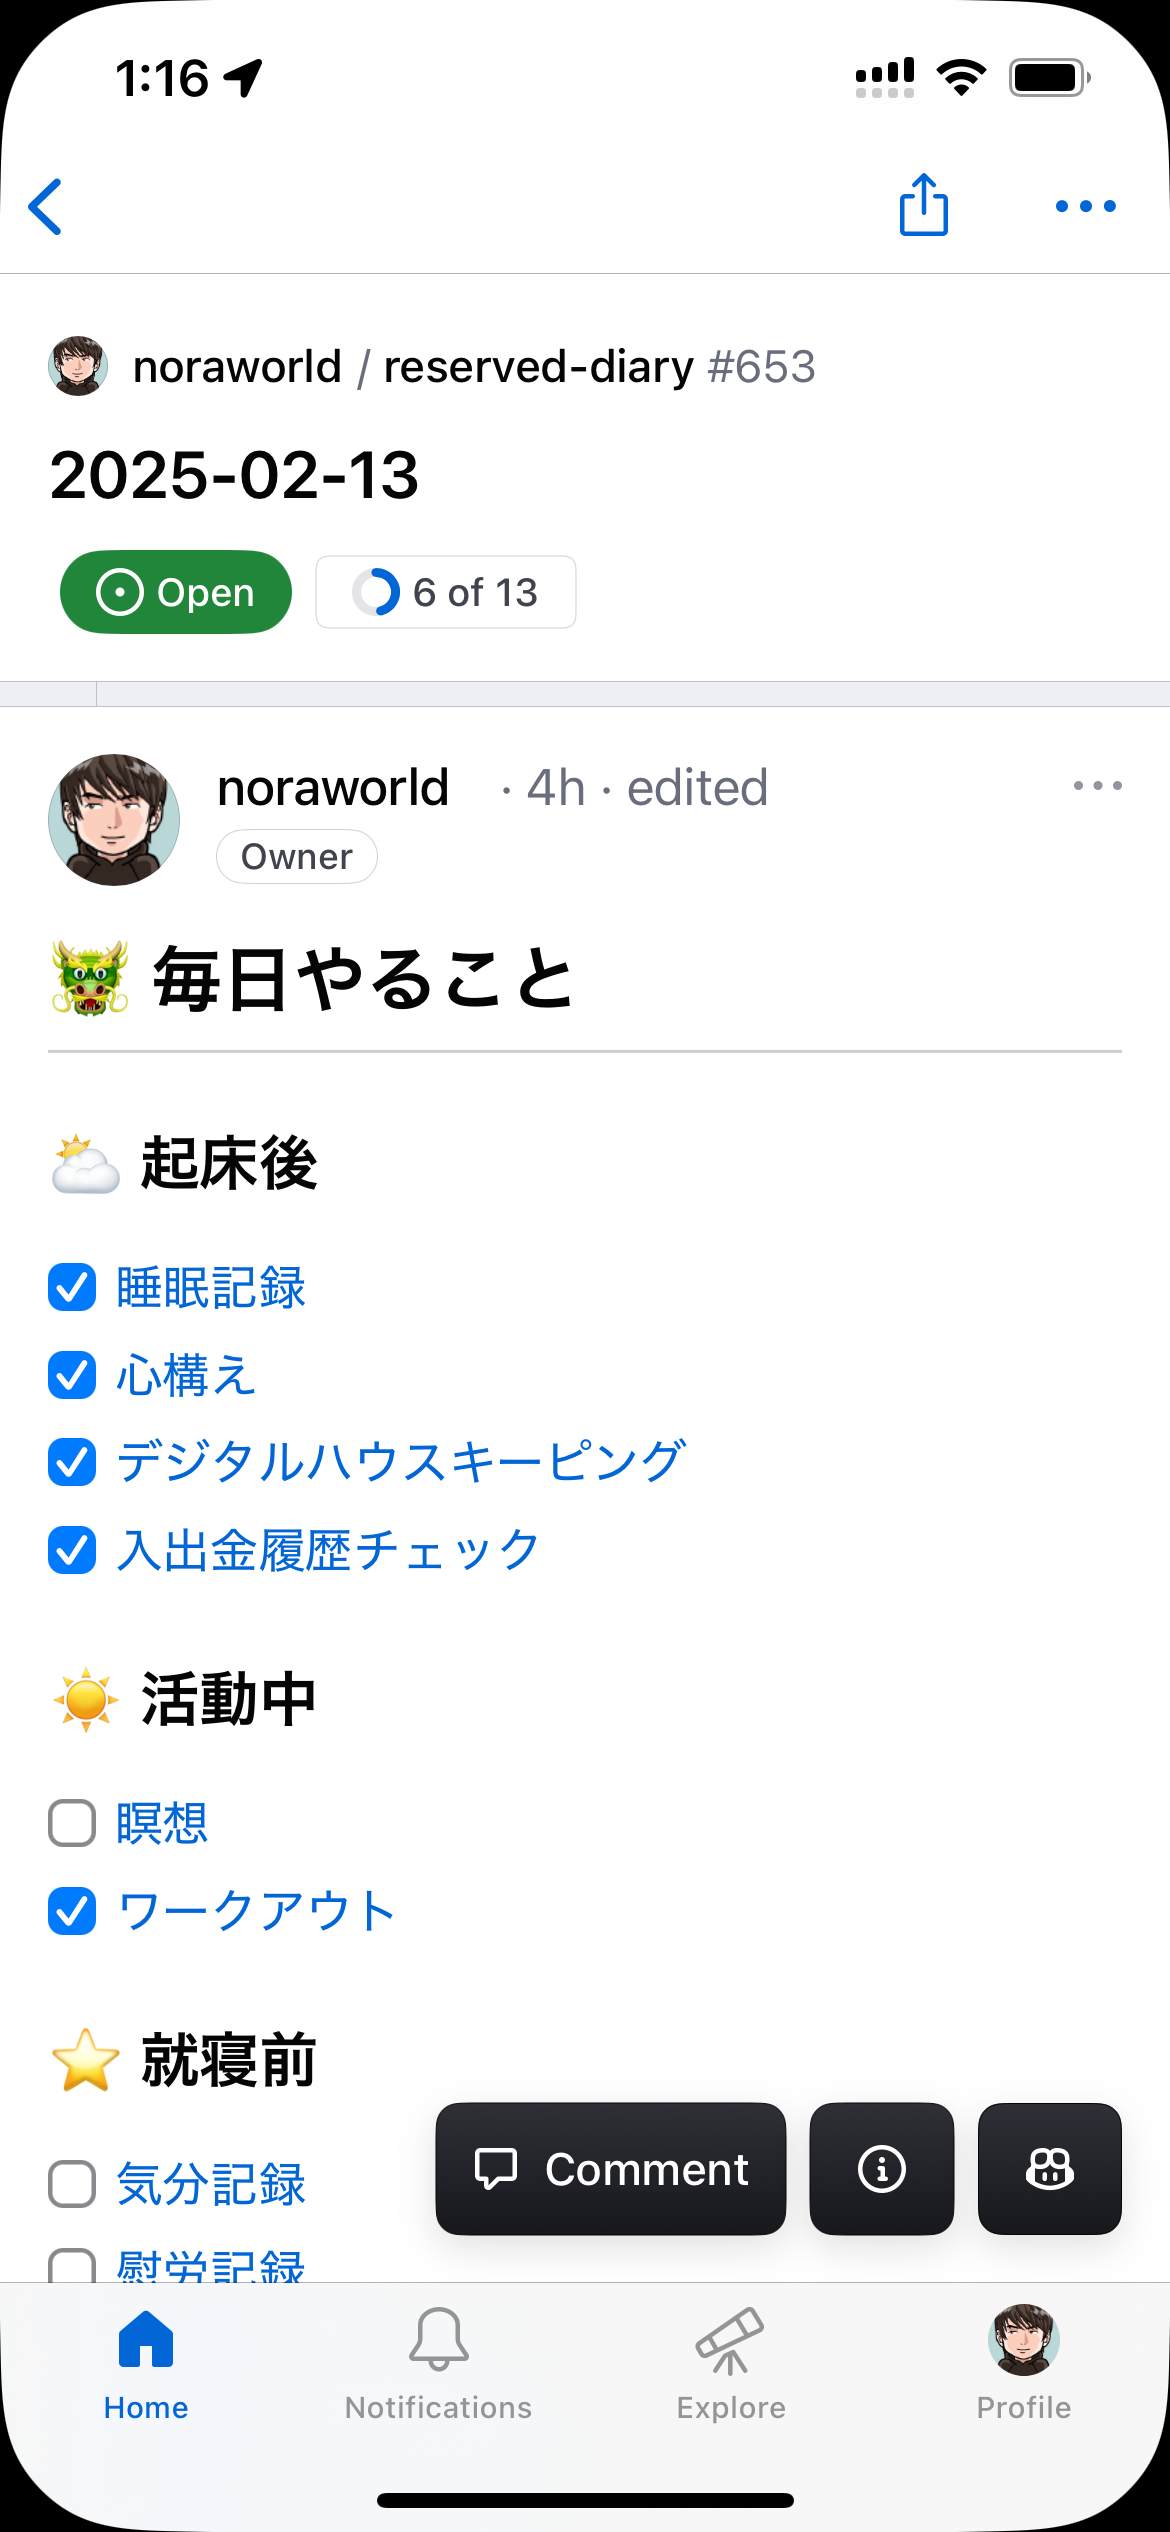 1:16
noraworld / reserved-diary #653
2025-02-13
Open
6 of 13
noraworld · 4h · edited
Owner
🐲 毎日やること
🌥 起床後
睡眠記録
心構え
デジタルハウスキーピング
入出金履歴チェック
☀️ 活動中
瞑想
ワークアウト
⭐ 就寝前
気分記録
慰労記録
Comment
Home
Notifications
Explore
Profile